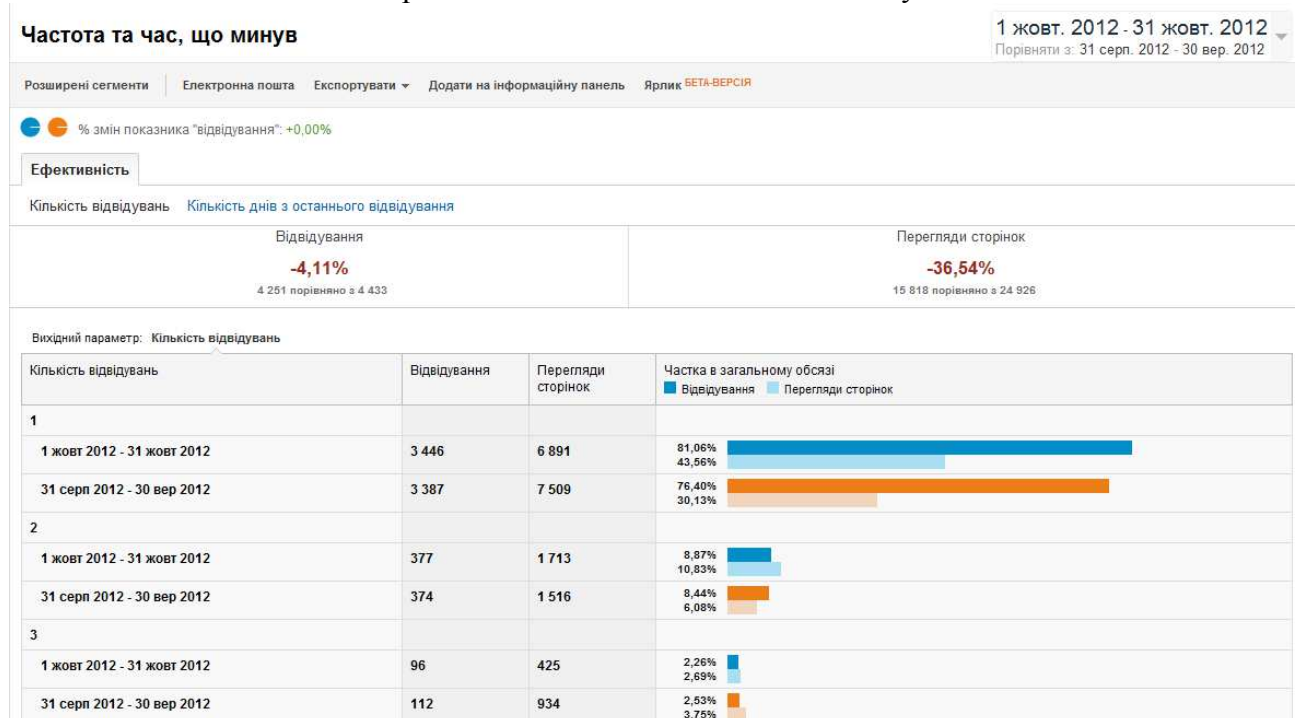 Частота та час, що минув
1 жовт. 2012 - 31 жовт. 2012
Порівняти з: 31 серп. 2012 - 30 вер. 2012
Розширені сегменти Електронна пошта Експортувати Додати на інформаційну панель Ярлик БЕТА-ВЕРСІЯ
% змін показника "відвідування": +0,00%
Ефективність
Кількість відвідувань Кількість днів з останнього відвідування
Відвідування Перегляди сторінок
-4,11% -36,54%
4 251 порівняно з 4 433 15 818 порівняно з 24 926
Вихідний параметр: Кількість відвідувань
Кількість відвідувань Відвідування Перегляди сторінок Частка в загальному обсязі
Відвідування Перегляди сторінок
1
1 жовт 2012 - 31 жовт 2012 3 446 6 891 81,06%
43,56%
31 серп 2012 - 30 вер 2012 3 387 7 509 76,40%
30,13%
2
1 жовт 2012 - 31 жовт 2012 377 1 713 8,87%
10,83%
31 серп 2012 - 30 вер 2012 374 1 516 8,44%
6,08%
3
1 жовт 2012 - 31 жовт 2012 96 425 2,26%
2,69%
31 серп 2012 - 30 вер 2012 112 934 2,53%
3,75%